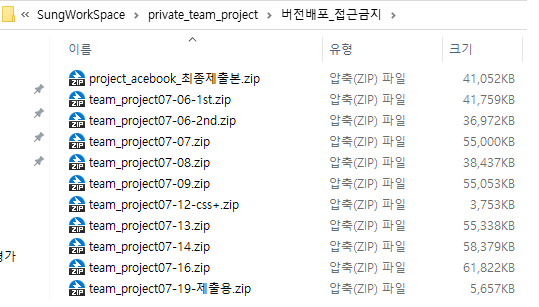 « SungWorkSpace > private_team_project > 버전배포_접근금지 >
이름 유형 크기
project_acebook_최종제출본.zip 압축(ZIP) 파일 41,052KB
team_project07-06-1st.zip 압축(ZIP) 파일 41,759KB
team_project07-06-2nd.zip 압축(ZIP) 파일 36,972KB
team_project07-07.zip 압축(ZIP) 파일 55,000KB
team_project07-08.zip 압축(ZIP) 파일 38,437KB
team_project07-09.zip 압축(ZIP) 파일 55,053KB
team_project07-12-css+.zip 압축(ZIP) 파일 3,753KB
team_project07-13.zip 압축(ZIP) 파일 55,338KB
team_project07-14.zip 압축(ZIP) 파일 58,379KB
평가 team_project07-16.zip 압축(ZIP) 파일 61,822KB
team_project07-19-제출용.zip 압축(ZIP) 파일 5,657KB